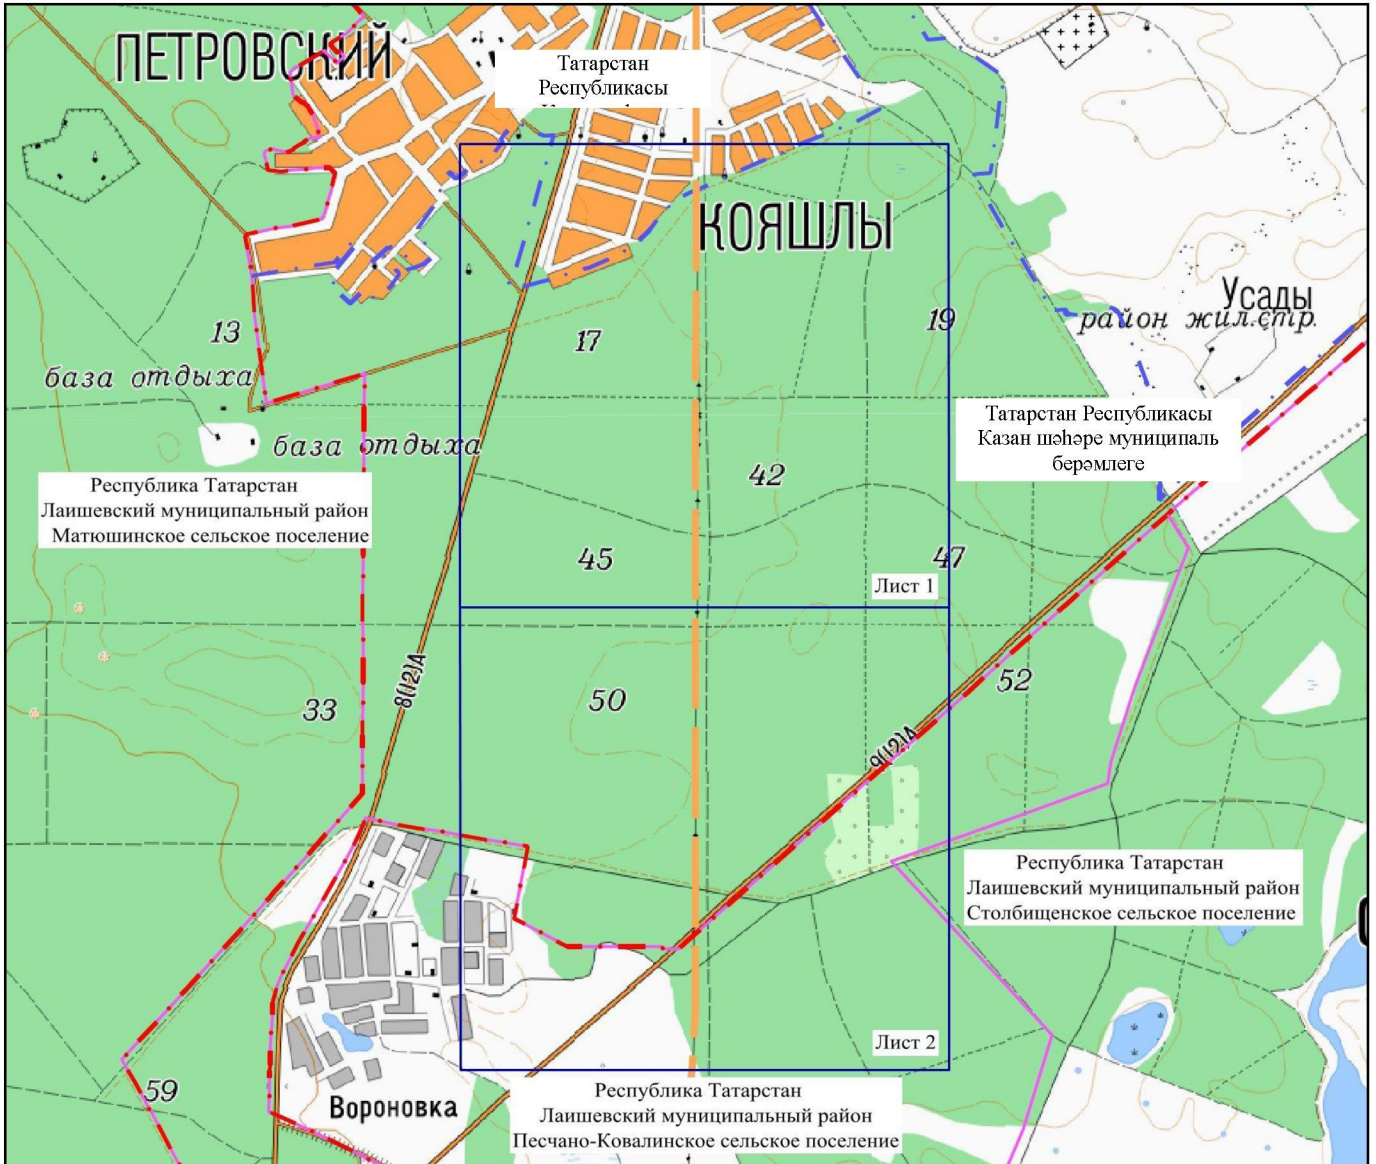 ПЕТРОВСКИЙ
Татарстан
Республикасы
КОЯШЛЫ
Усады
район жил.стр.
13
17
19
база отдыха
база отдыха
Татарстан Республикасы
Казан шәһәре муниципаль
берәмлеге
42
Республика Татарстан
Лаишевский муниципальный район
Матюшинское сельское поселение
45
47
Лист 1
33
8(12)А
50
52
9(12)А
Республика Татарстан
Лаишевский муниципальный район
Столбищенское сельское поселение
Лист 2
59
Вороновка
Республика Татарстан
Лаишевский муниципальный район
Песчано-Ковалинское сельское поселение